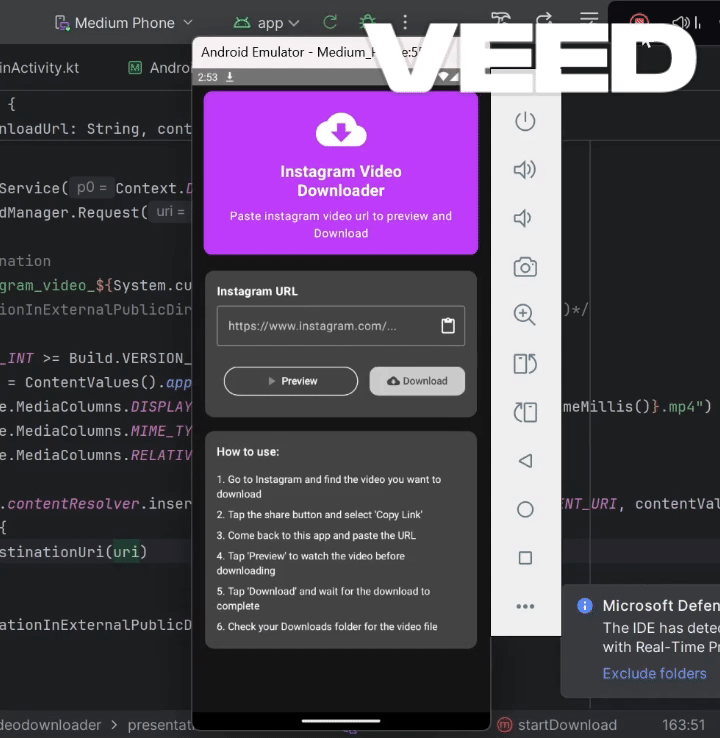 Medium Phone
app
VEED
Android Emulator - Medium_
inActivity.kt
M Andro
2:53
{
nloadUrl: String, cont
Service( p0 = Context.D
dManager.Request( uri =
nation
gram_video_${System.cu
ionInExternalPublicDir
)*/
_INT >= Build.VERSION_
= ContentValues().app
e.MediaColumns.DISPLAY
meMillis()}.mp4")
e.MediaColumns.MIME_TY
e.MediaColumns.RELATIV
.contentResolver.inser
NT_URI, contentVal
{
stinationUri(uri)
ationInExternalPublicD
Instagram Video
Downloader
Paste instagram video url to preview and
Download
Instagram URL
https://www.instagram.com/...
Preview
Download
How to use:
1. Go to Instagram and find the video you want to
download
2. Tap the share button and select 'Copy Link'
3. Come back to this app and paste the URL
4. Tap 'Preview' to watch the video before
downloading
5. Tap 'Download' and wait for the download to
complete
6. Check your Downloads folder for the video file
Microsoft Defen
The IDE has detec
with Real-Time Pr
Exclude folders
deodownloader > presentat
m startDownload
163:51